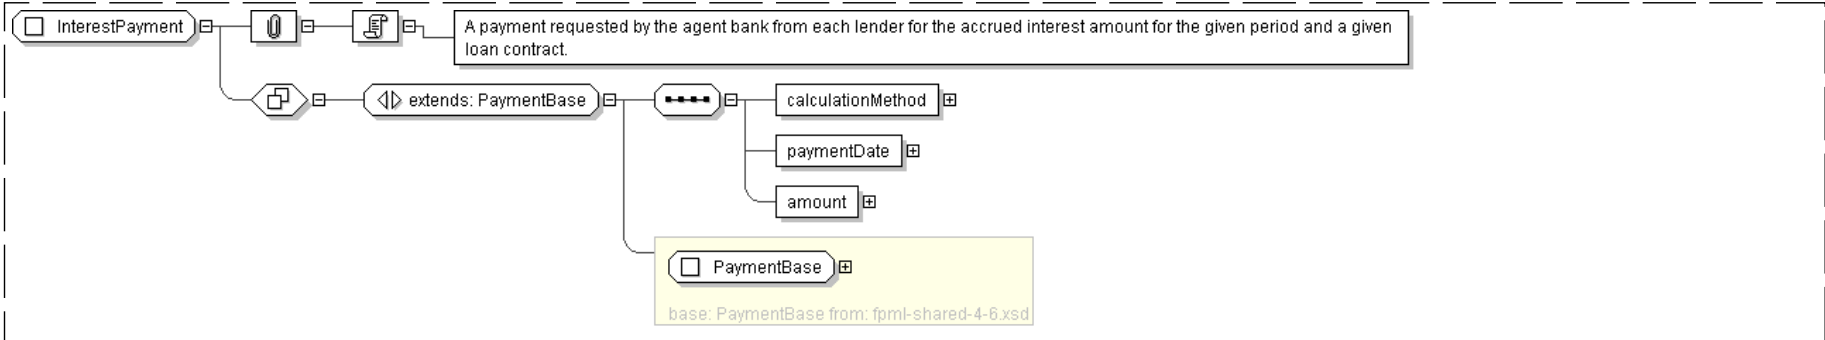 InterestPayment
A payment requested by the agent bank from each lender for the accrued interest amount for the given period and a given
loan contract.
extends: PaymentBase
calculationMethod
paymentDate
amount
PaymentBase
base: PaymentBase from: fpml-shared-4-6.xsd